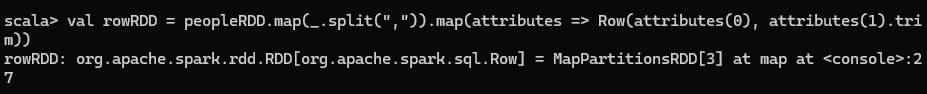 scala> val rowRDD = peopleRDD.map(_.split(",")).map(attributes => Row(attributes(0), attributes(1).tri
m))
rowRDD: org.apache.spark.rdd.RDD[org.apache.spark.sql.Row] = MapPartitionsRDD[3] at map at <console>:2
7